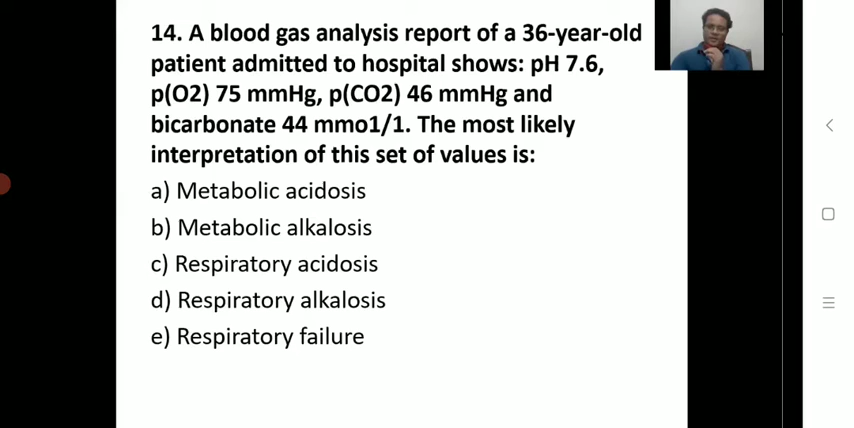 14. A blood gas analysis report of a 36-year-old
patient admitted to hospital shows: pH 7.6,
p(O2) 75 mmHg, p(CO2) 46 mmHg and
bicarbonate 44 mmo1/1. The most likely
interpretation of this set of values is:
a) Metabolic acidosis
b) Metabolic alkalosis
c) Respiratory acidosis
d) Respiratory alkalosis
e) Respiratory failure